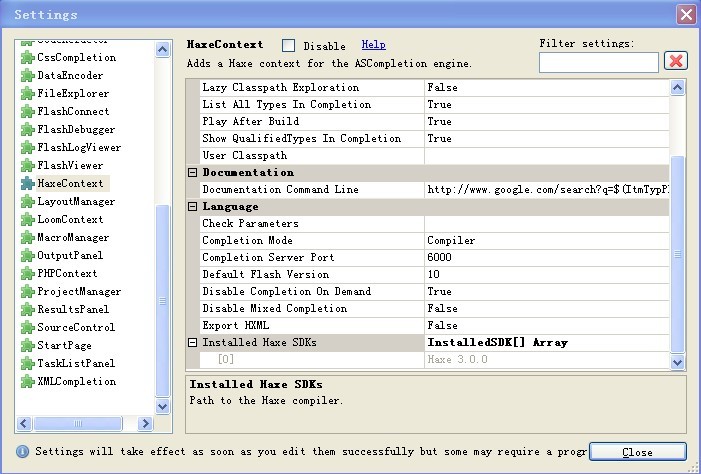 Settings
HaxeContext Disable Help Filter settings:
Adds a Haxe context for the ASCompletion engine.
CssCompletion
DataEncoder
FileExplorer
FlashConnect
FlashDebugger
FlashLogViewer
FlashViewer
HaxeContext
LayoutManager
LoomContext
MacroManager
OutputPanel
PHPContext
ProjectManager
ResultsPanel
SourceControl
StartPage
TaskListPanel
XMLCompletion
Lazy Classpath Exploration False
List All Types In Completion True
Play After Build True
Show QualifiedTypes In Completion True
User Classpath
Documentation
Documentation Command Line http://www.google.com/search?q=$(ItmTypP
Language
Check Parameters
Completion Mode Compiler
Completion Server Port 6000
Default Flash Version 10
Disable Completion On Demand True
Disable Mixed Completion False
Export HXML False
Installed Haxe SDKs InstalledSDK[] Array
[0] Haxe 3.0.0
Installed Haxe SDKs
Path to the Haxe compiler.
Settings will take effect as soon as you edit them successfully but some may require a progr
Close